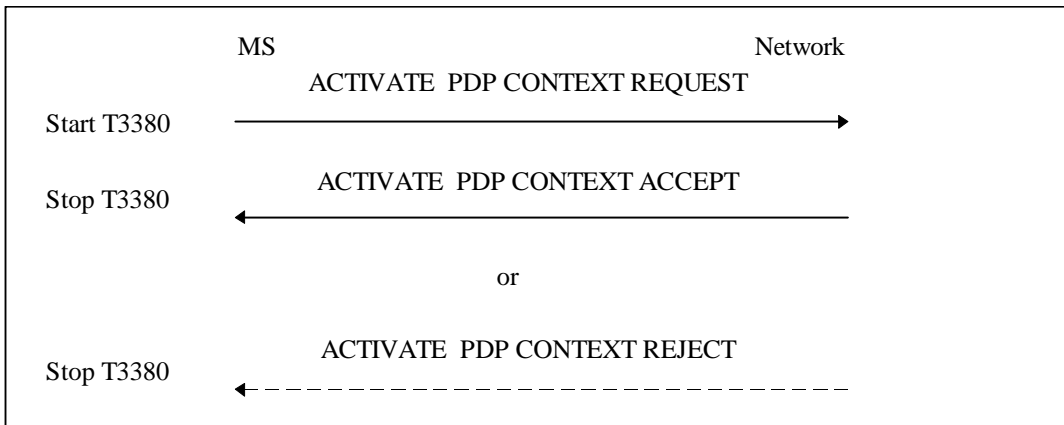 MS Network
ACTIVATE PDP CONTEXT REQUEST
Start T3380
ACTIVATE PDP CONTEXT ACCEPT
Stop T3380
or
ACTIVATE PDP CONTEXT REJECT
Stop T3380